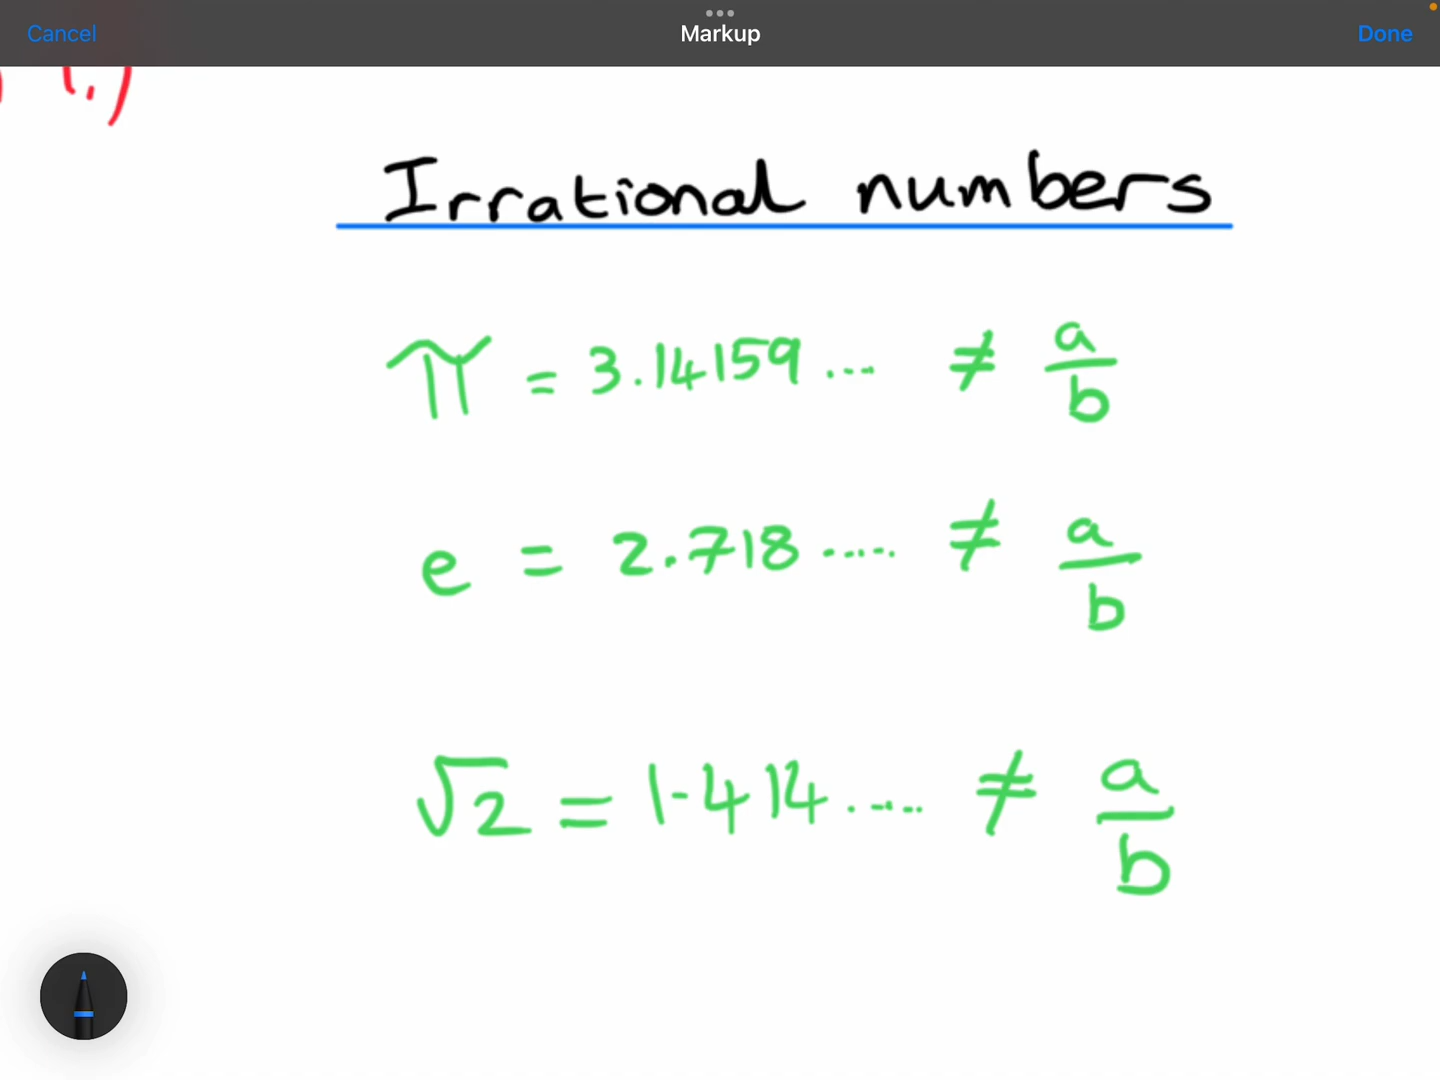 Cancel Markup Done
Irrational numbers
π = 3.14159... ≠ a/b
e = 2.718..... ≠ a/b
√2 = 1.414..... ≠ a/b